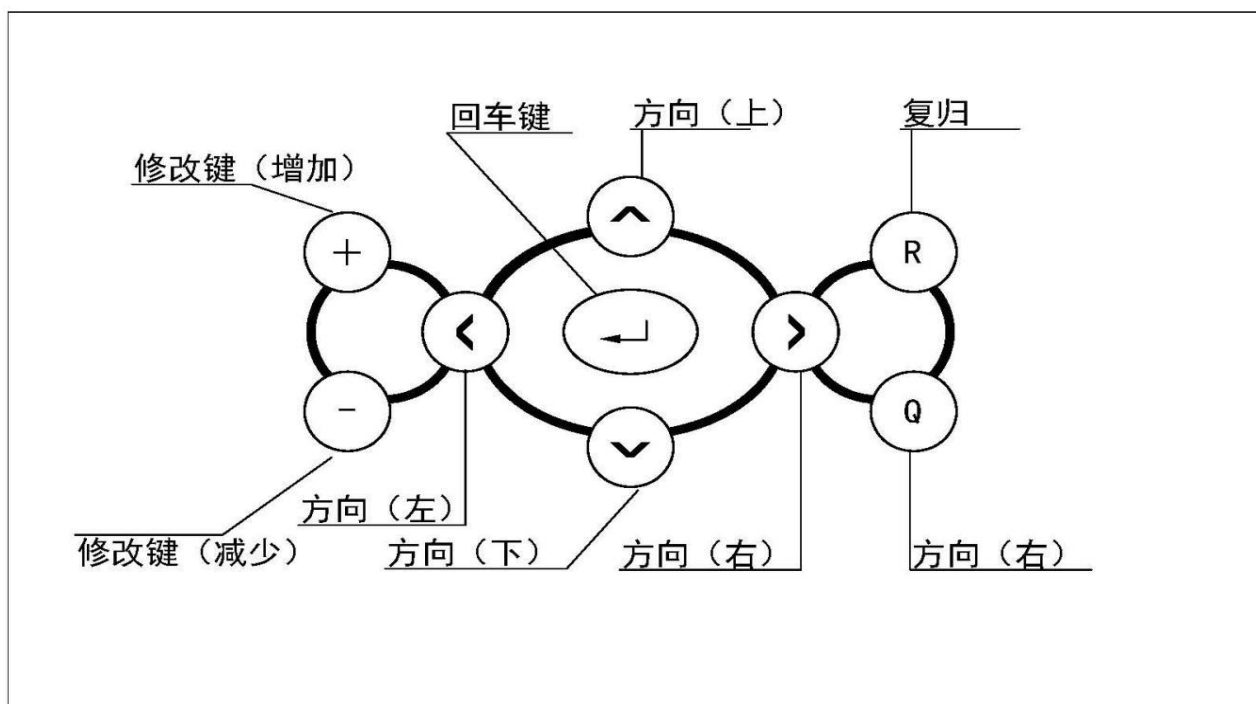 回车键
方向（上）
复归
修改键（增加）
+
R
-
Q
方向（左）
修改键（减少）
方向（下）
方向（右）
方向（右）